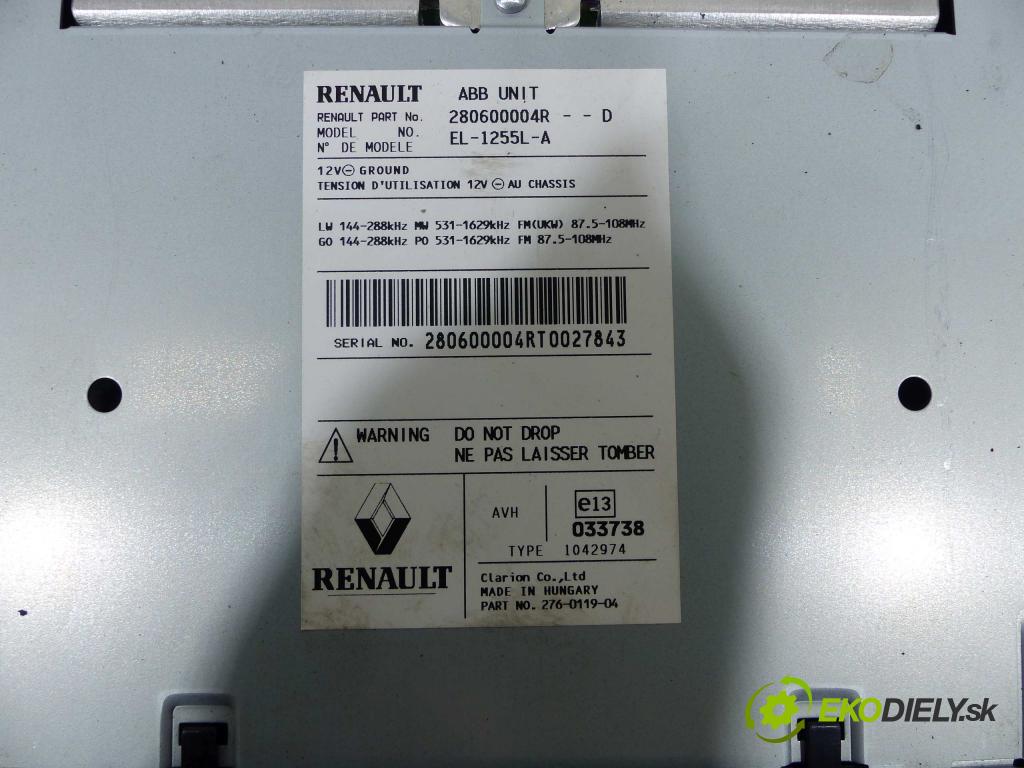 RENAULT ABB UNIT
RENAULT PART No. 280600004R - - D
MODEL NO. EL-1255L-A
N° DE MODELE
12V⊖ GROUND
TENSION D'UTILISATION 12V ⊖ AU CHASSIS
LW 144-288kHz MW 531-1629kHz FM(UKW) 87.5-108MHz
GO 144-288kHz PO 531-1629kHz FM 87.5-108MHz
SERIAL NO. 280600004RT0027843
WARNING DO NOT DROP
NE PAS LAISSER TOMBER
RENAULT
AVH e13
033738
TYPE 1042974
Clarion Co.,Ltd
MADE IN HUNGARY
PART NO. 276-0119-04
EKODIELY.sk